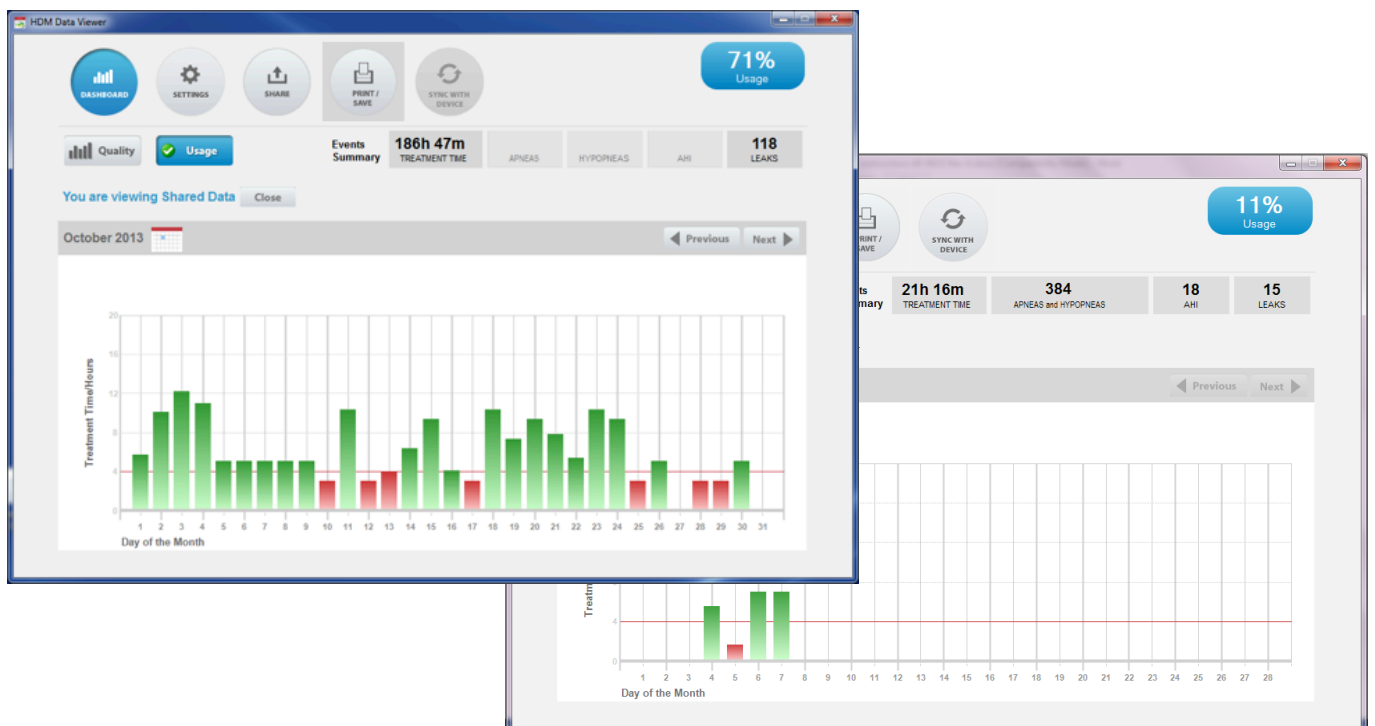 HDM Data Viewer
71%
Usage
DASHBOARD
SETTINGS
SHARE
PRINT /
SAVE
SYNC WITH
DEVICE
Quality
Usage
Events
Summary
186h 47m
TREATMENT TIME
APNEAS
HYPOPNEAS
AHI
118
LEAKS
You are viewing Shared Data
Close
October 2013
Previous
Next
Treatment Time/Hours
20
16
12
8
4
0
1 2 3 4 5 6 7 8 9 10 11 12 13 14 15 16 17 18 19 20 21 22 23 24 25 26 27 28 29 30 31
Day of the Month
11%
Usage
RINT /
SAVE
SYNC WITH
DEVICE
ts
mary
21h 16m
TREATMENT TIME
384
APNEAS and HYPOPNEAS
18
AHI
15
LEAKS
Previous
Next
Treatm
4
0
1 2 3 4 5 6 7 8 9 10 11 12 13 14 15 16 17 18 19 20 21 22 23 24 25 26 27 28
Day of the Month